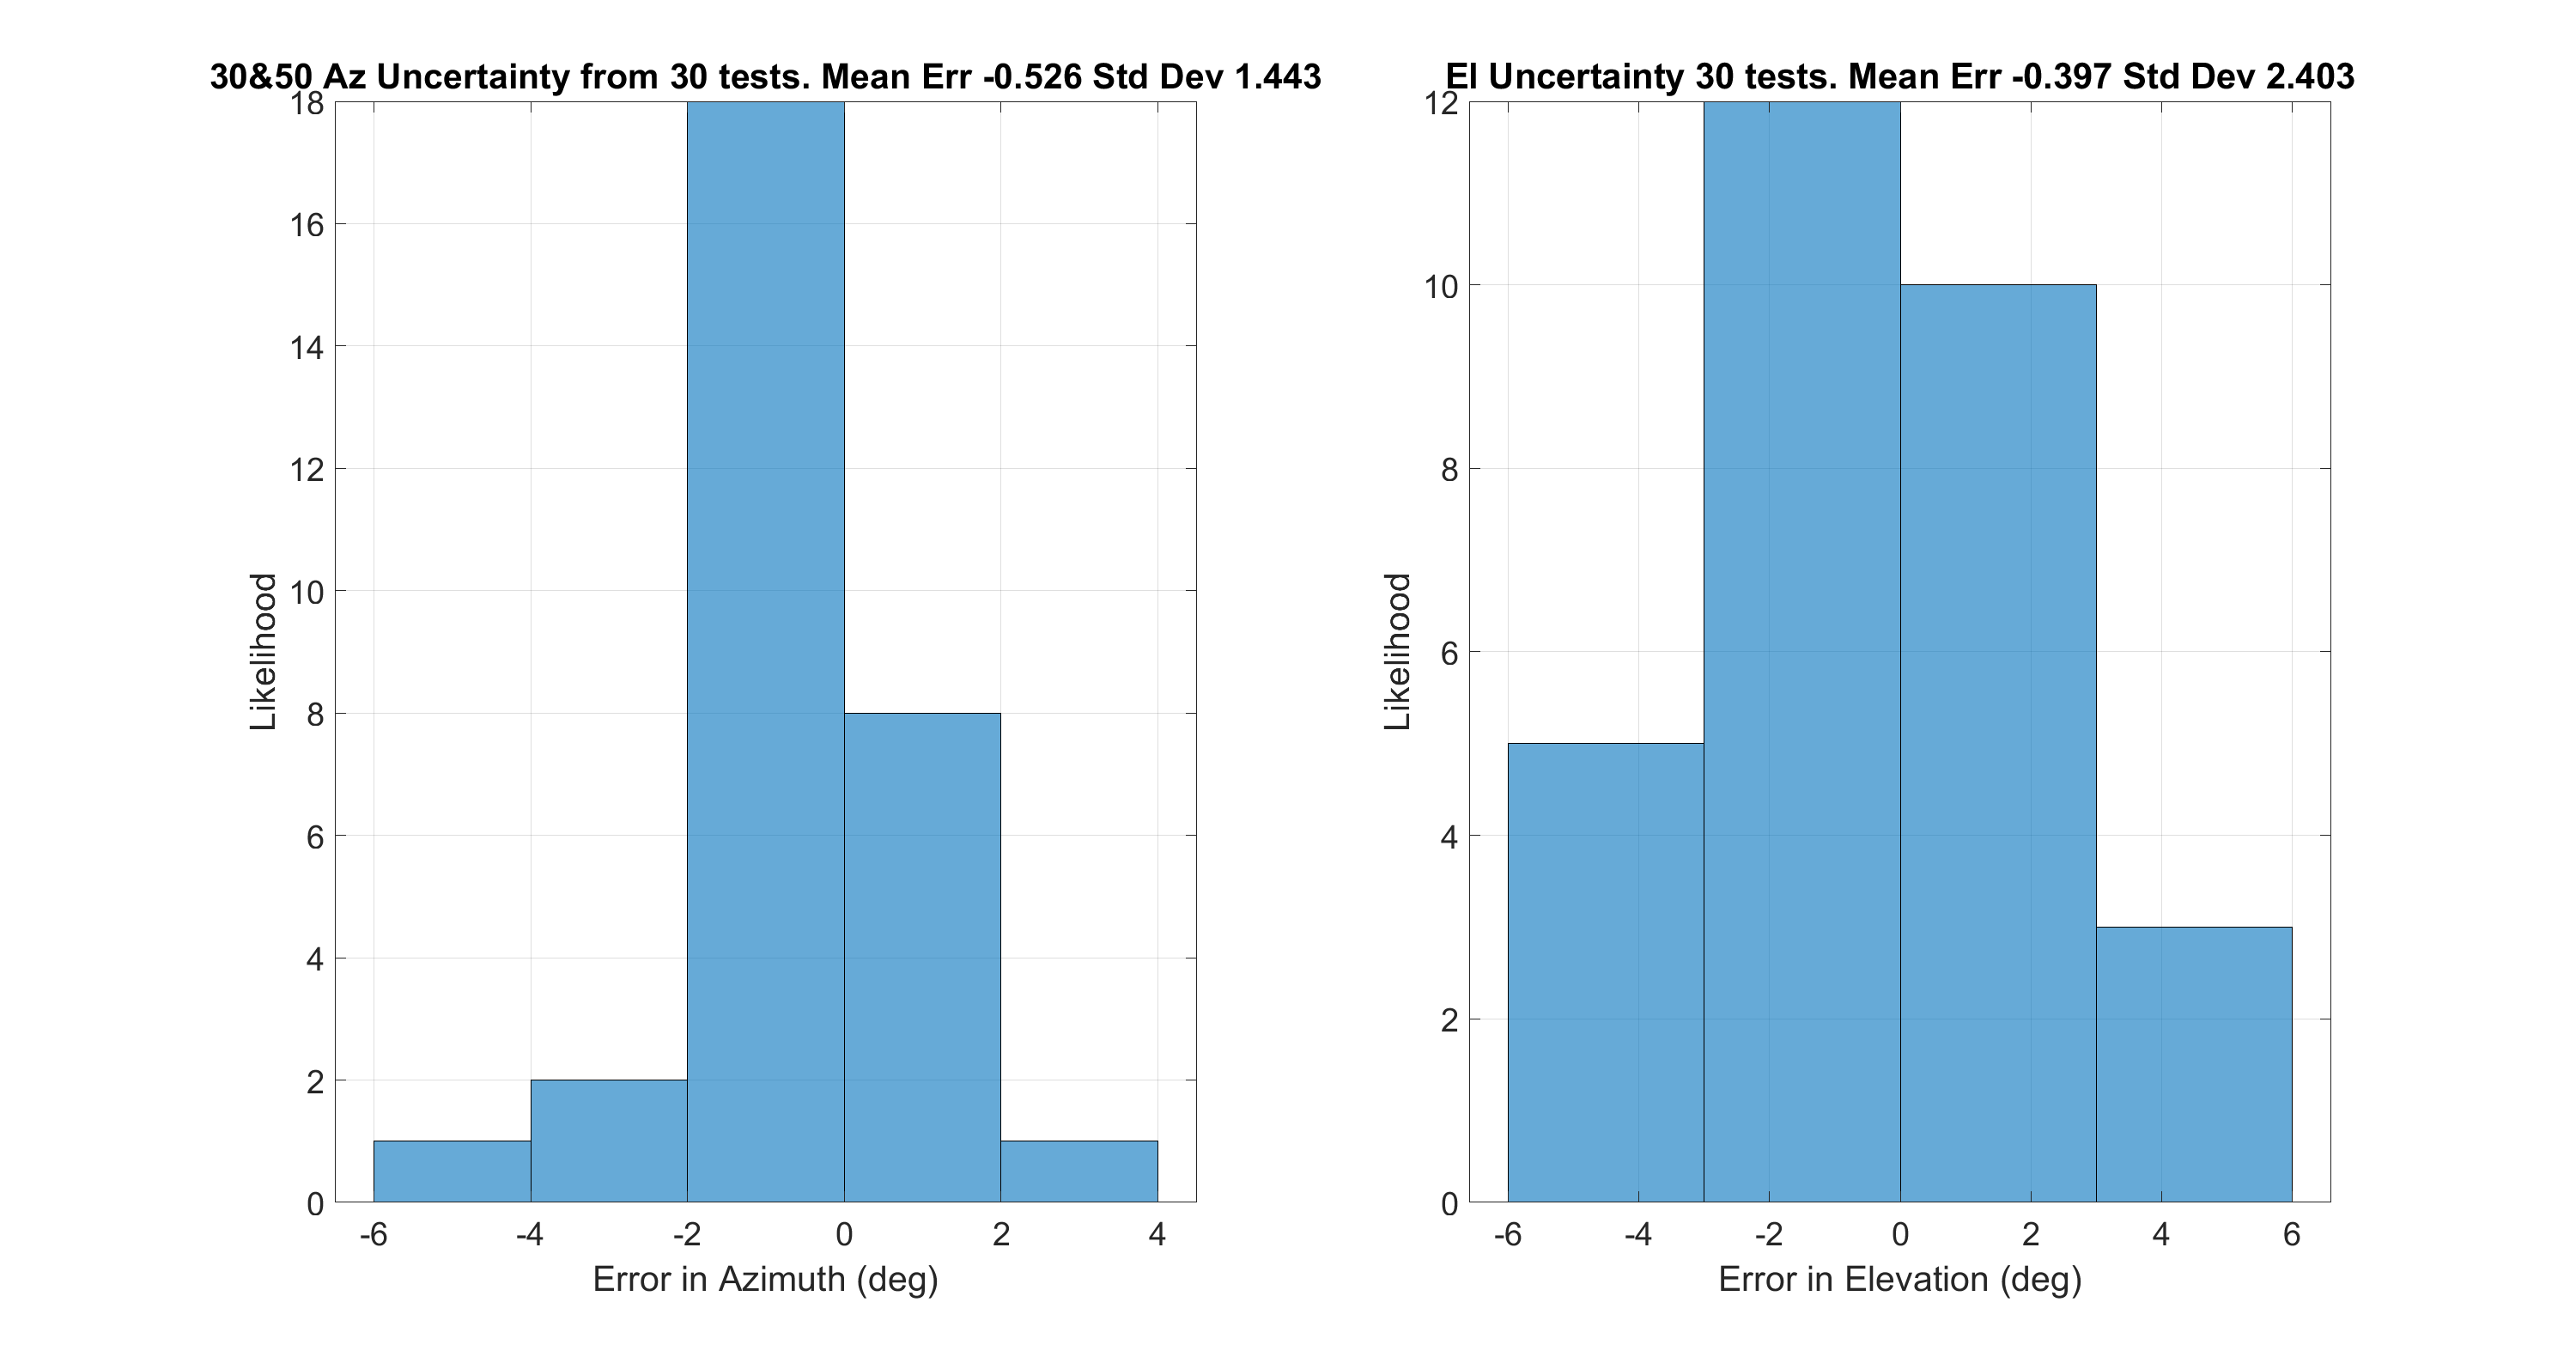 30&50 Az Uncertainty from 30 tests. Mean Err -0.526 Std Dev 1.443
18
16
14
12
10
8
6
4
2
0
Likelihood
-6 -4 -2 0 2 4
Error in Azimuth (deg)
El Uncertainty 30 tests. Mean Err -0.397 Std Dev 2.403
12
10
8
6
4
2
0
Likelihood
-6 -4 -2 0 2 4 6
Error in Elevation (deg)